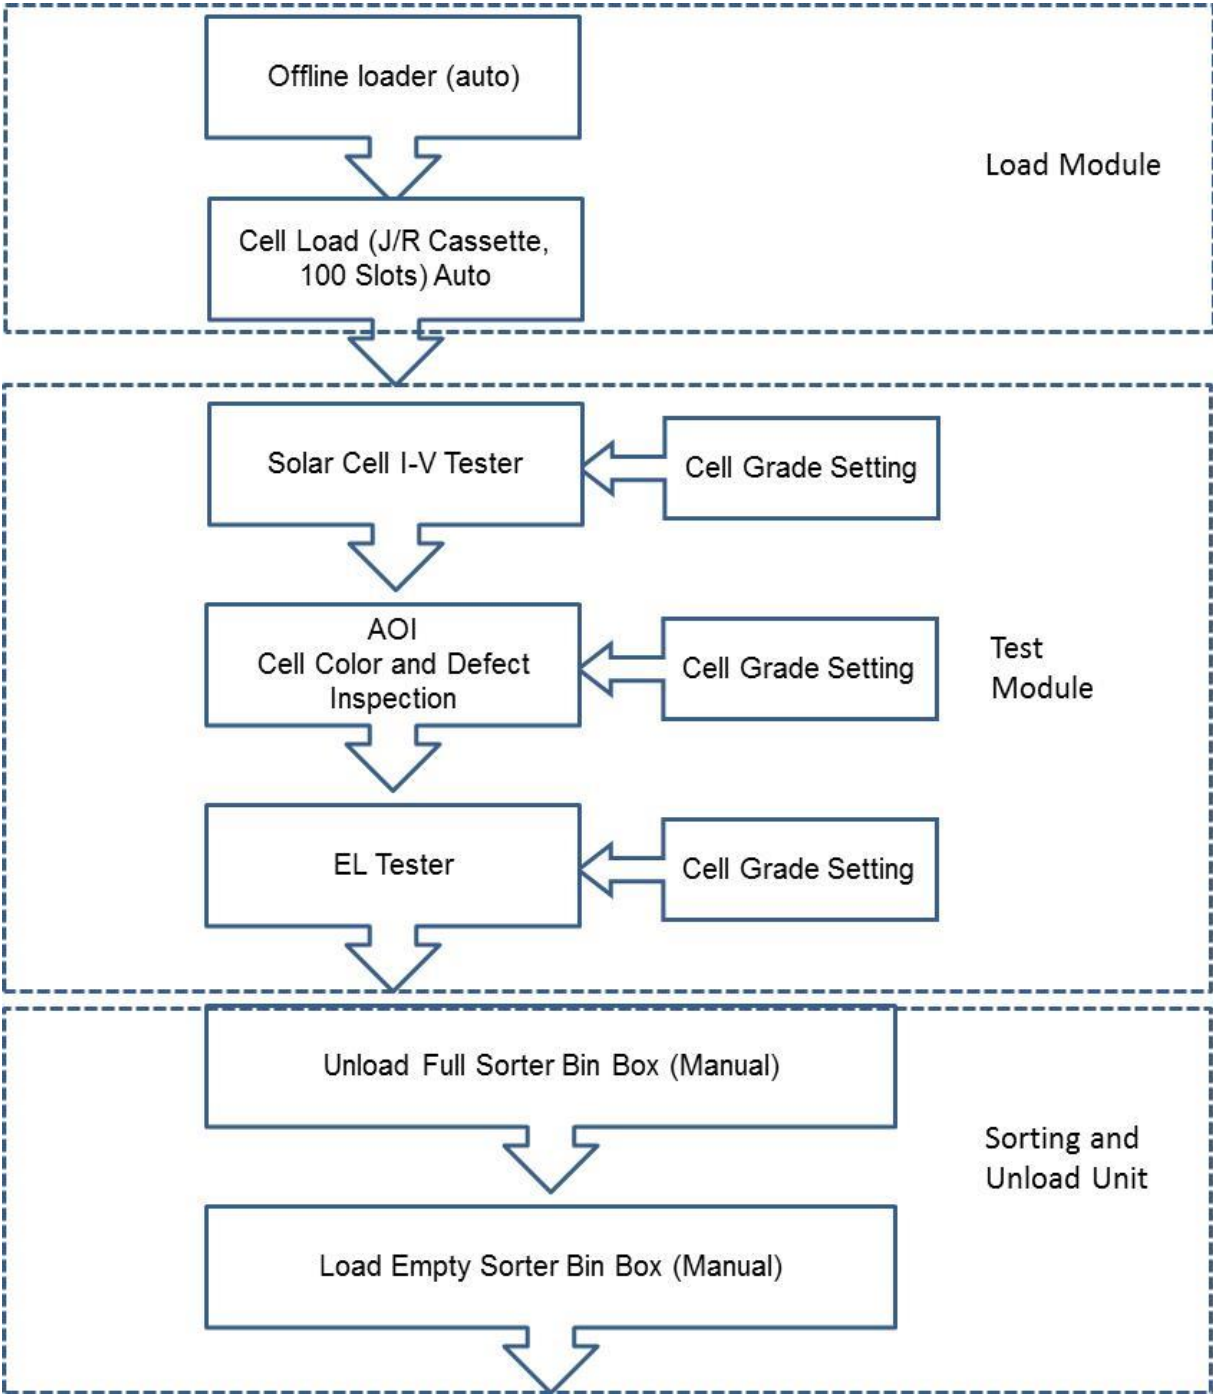 Offline loader (auto)
Load Module
Cell Load (J/R Cassette,
100 Slots) Auto
Solar Cell I-V Tester
Cell Grade Setting
AOI
Cell Color and Defect
Inspection
Cell Grade Setting
Test
Module
EL Tester
Cell Grade Setting
Unload Full Sorter Bin Box (Manual)
Sorting and
Unload Unit
Load Empty Sorter Bin Box (Manual)